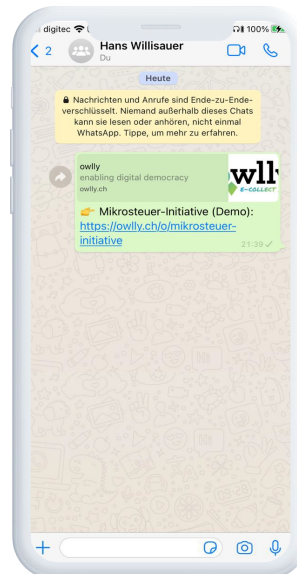 digitec
100%
2
Hans Willisauer
Du
Heute
Nachrichten und Anrufe sind Ende-zu-Ende-
verschlüsselt. Niemand außerhalb dieses Chats
kann sie lesen oder anhören, nicht einmal
WhatsApp. Tippe, um mehr zu erfahren.
owlly
enabling digital democracy
owlly.ch
owlly
E-COLLECT
👉 Mikrosteuer-Initiative (Demo):
https://owlly.ch/o/mikrosteuer-
initiative
21:39